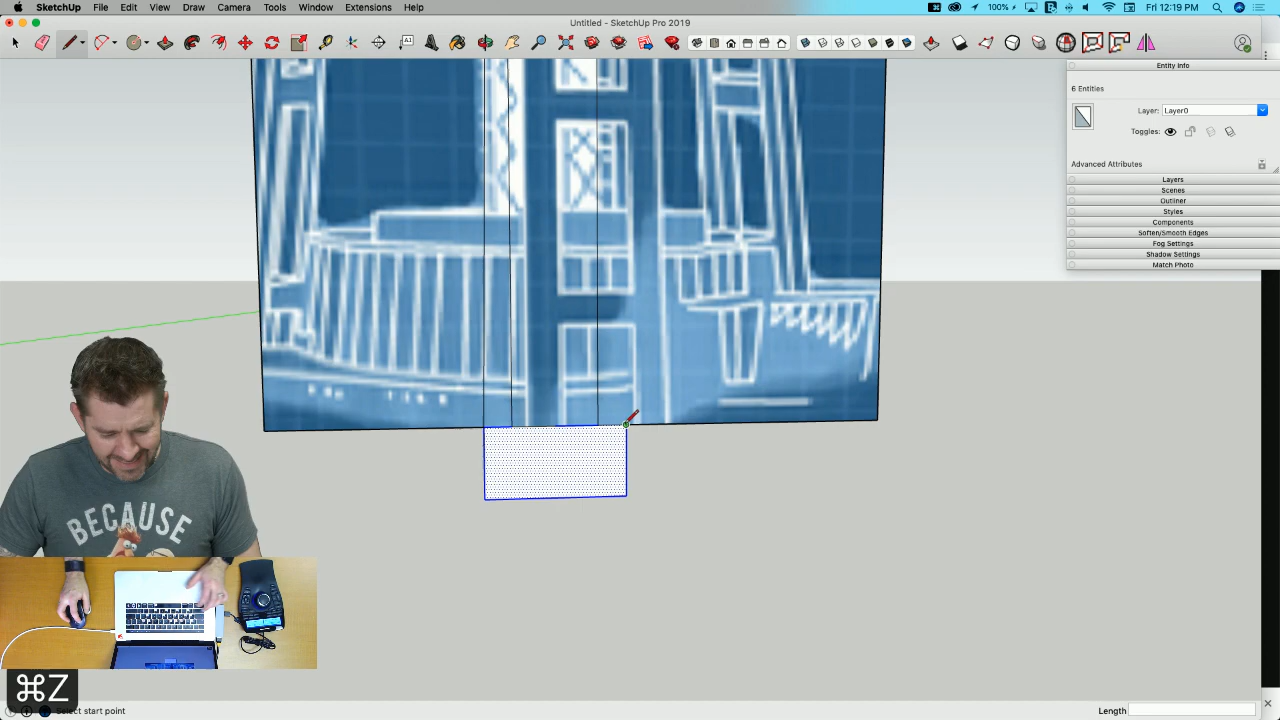 SketchUp File Edit View Draw Camera Tools Window Extensions Help 100% Fri 12:19 PM
Untitled - SketchUp Pro 2019
Entity Info
6 Entities
Layer: Layer0
Toggles:
Advanced Attributes
Layers
Scenes
Outliner
Styles
Components
Soften/Smooth Edges
Fog Settings
Shadow Settings
Match Photo
BECAUSE
⌘Z
Select start point
Length